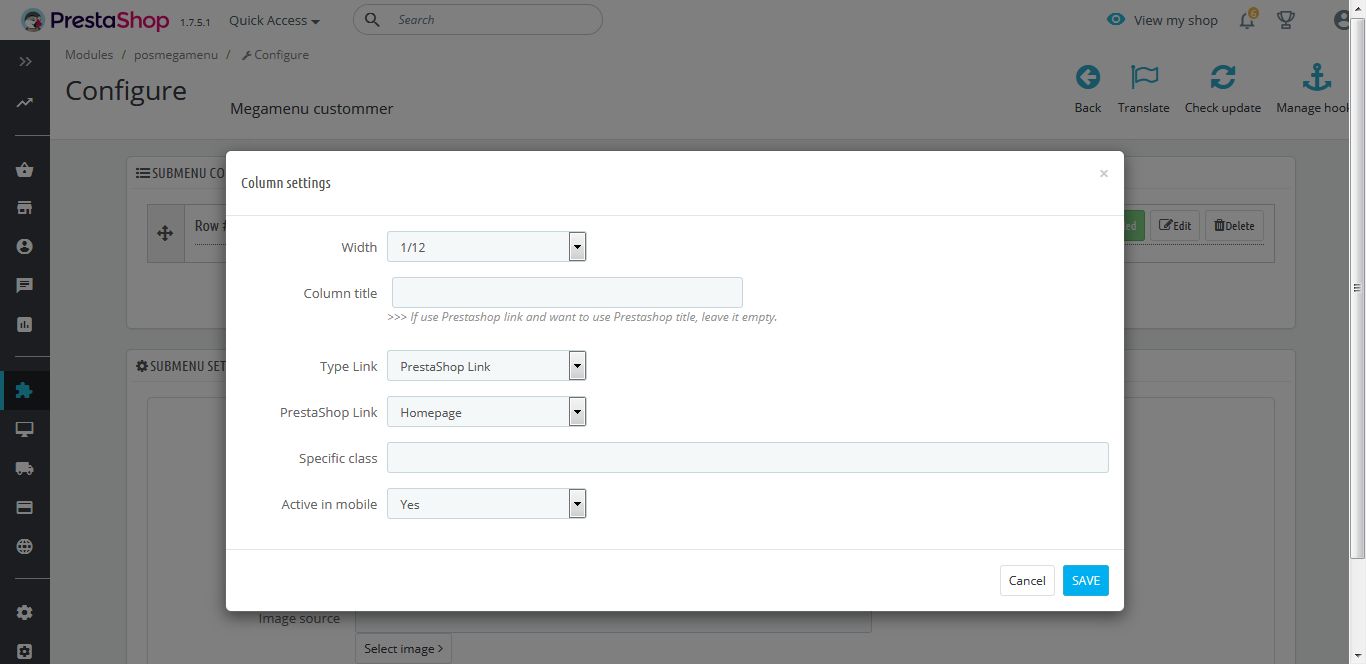 PrestaShop 1.7.5.1 Quick Access Search View my shop 6
Modules / posmegamenu / Configure
Configure
Megamenu custommer
Back Translate Check update Manage hook
SUBMENU CO
Row #
ed Edit Delete
Column settings ×
Width 1/12
Column title
>>> If use Prestashop link and want to use Prestashop title, leave it empty.
Type Link PrestaShop Link
PrestaShop Link Homepage
Specific class
Active in mobile Yes
Cancel SAVE
SUBMENU SET
Image source
Select image >